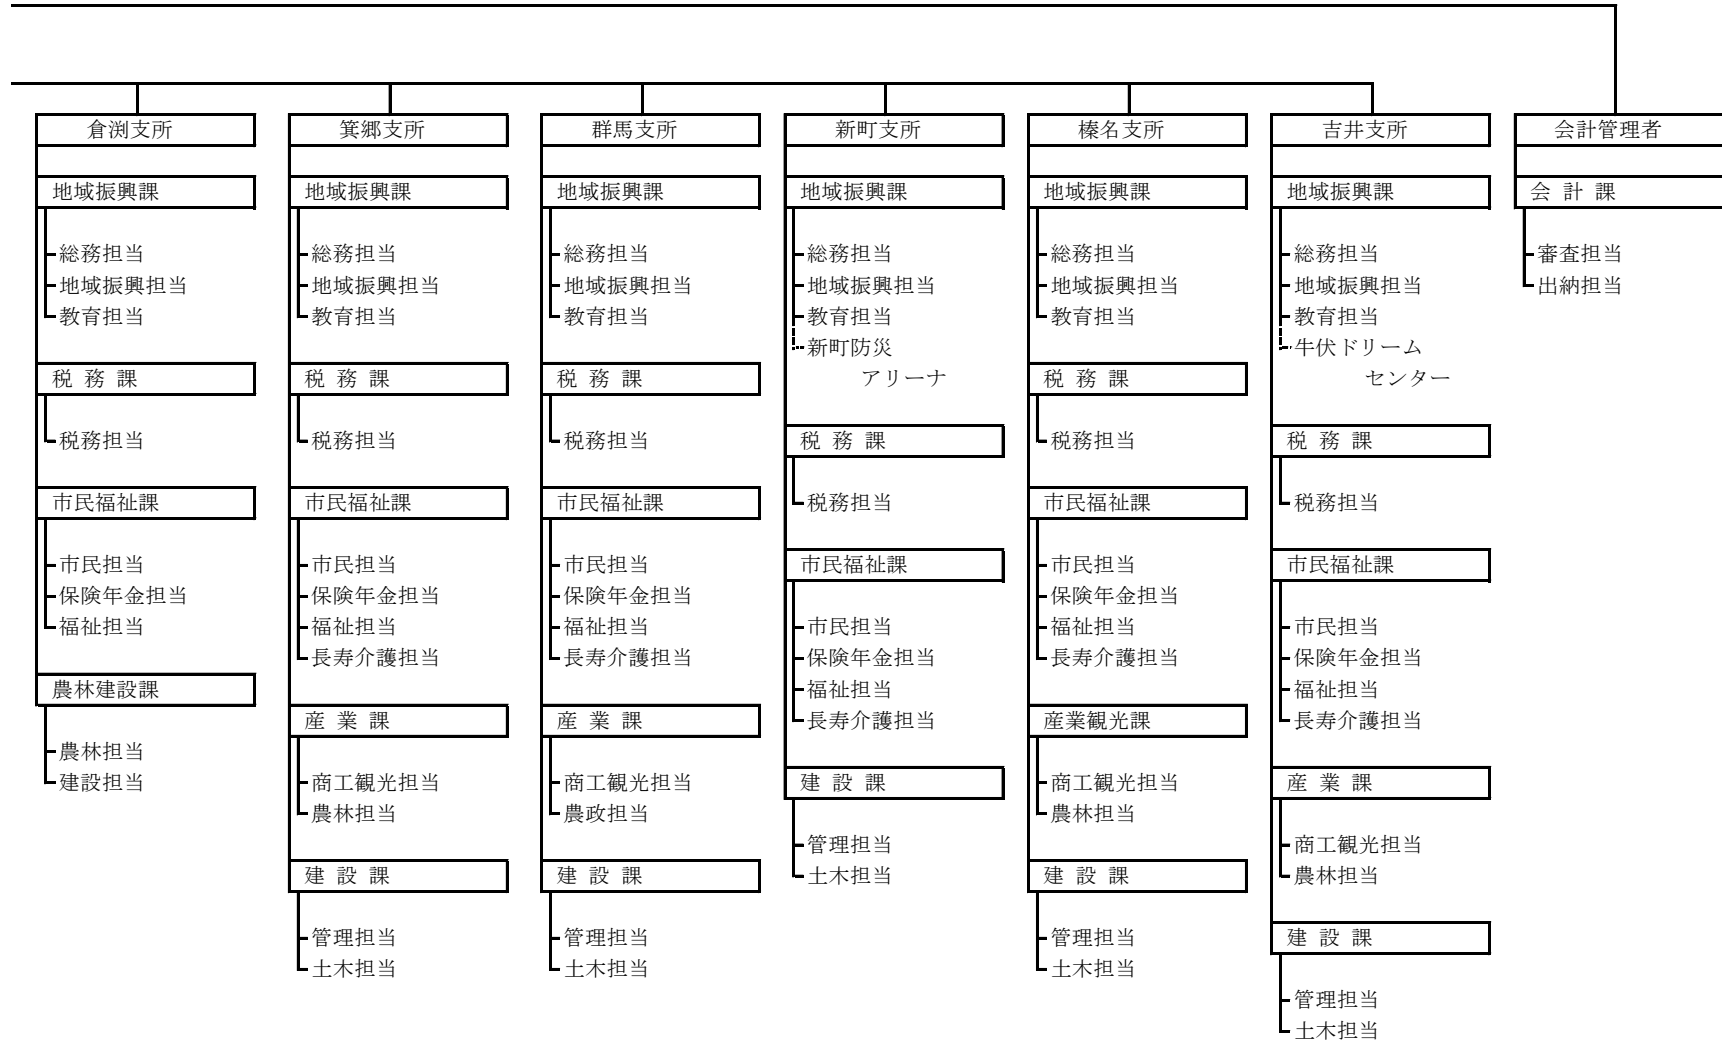 倉渕支所
地域振興課
総務担当
地域振興担当
教育担当
税 務 課
税務担当
市民福祉課
市民担当
保険年金担当
福祉担当
農林建設課
農林担当
建設担当
箕郷支所
地域振興課
総務担当
地域振興担当
教育担当
税 務 課
税務担当
市民福祉課
市民担当
保険年金担当
福祉担当
長寿介護担当
産 業 課
商工観光担当
農林担当
建 設 課
管理担当
土木担当
群馬支所
地域振興課
総務担当
地域振興担当
教育担当
税 務 課
税務担当
市民福祉課
市民担当
保険年金担当
福祉担当
長寿介護担当
産 業 課
商工観光担当
農政担当
建 設 課
管理担当
土木担当
新町支所
地域振興課
総務担当
地域振興担当
教育担当
新町防災
アリーナ
税 務 課
税務担当
市民福祉課
市民担当
保険年金担当
福祉担当
長寿介護担当
建 設 課
管理担当
土木担当
榛名支所
地域振興課
総務担当
地域振興担当
教育担当
税 務 課
税務担当
市民福祉課
市民担当
保険年金担当
福祉担当
長寿介護担当
産業観光課
商工観光担当
農林担当
建 設 課
管理担当
土木担当
吉井支所
地域振興課
総務担当
地域振興担当
教育担当
牛伏ドリーム
センター
税 務 課
税務担当
市民福祉課
市民担当
保険年金担当
福祉担当
長寿介護担当
産 業 課
商工観光担当
農林担当
建 設 課
管理担当
土木担当
会計管理者
会 計 課
審査担当
出納担当